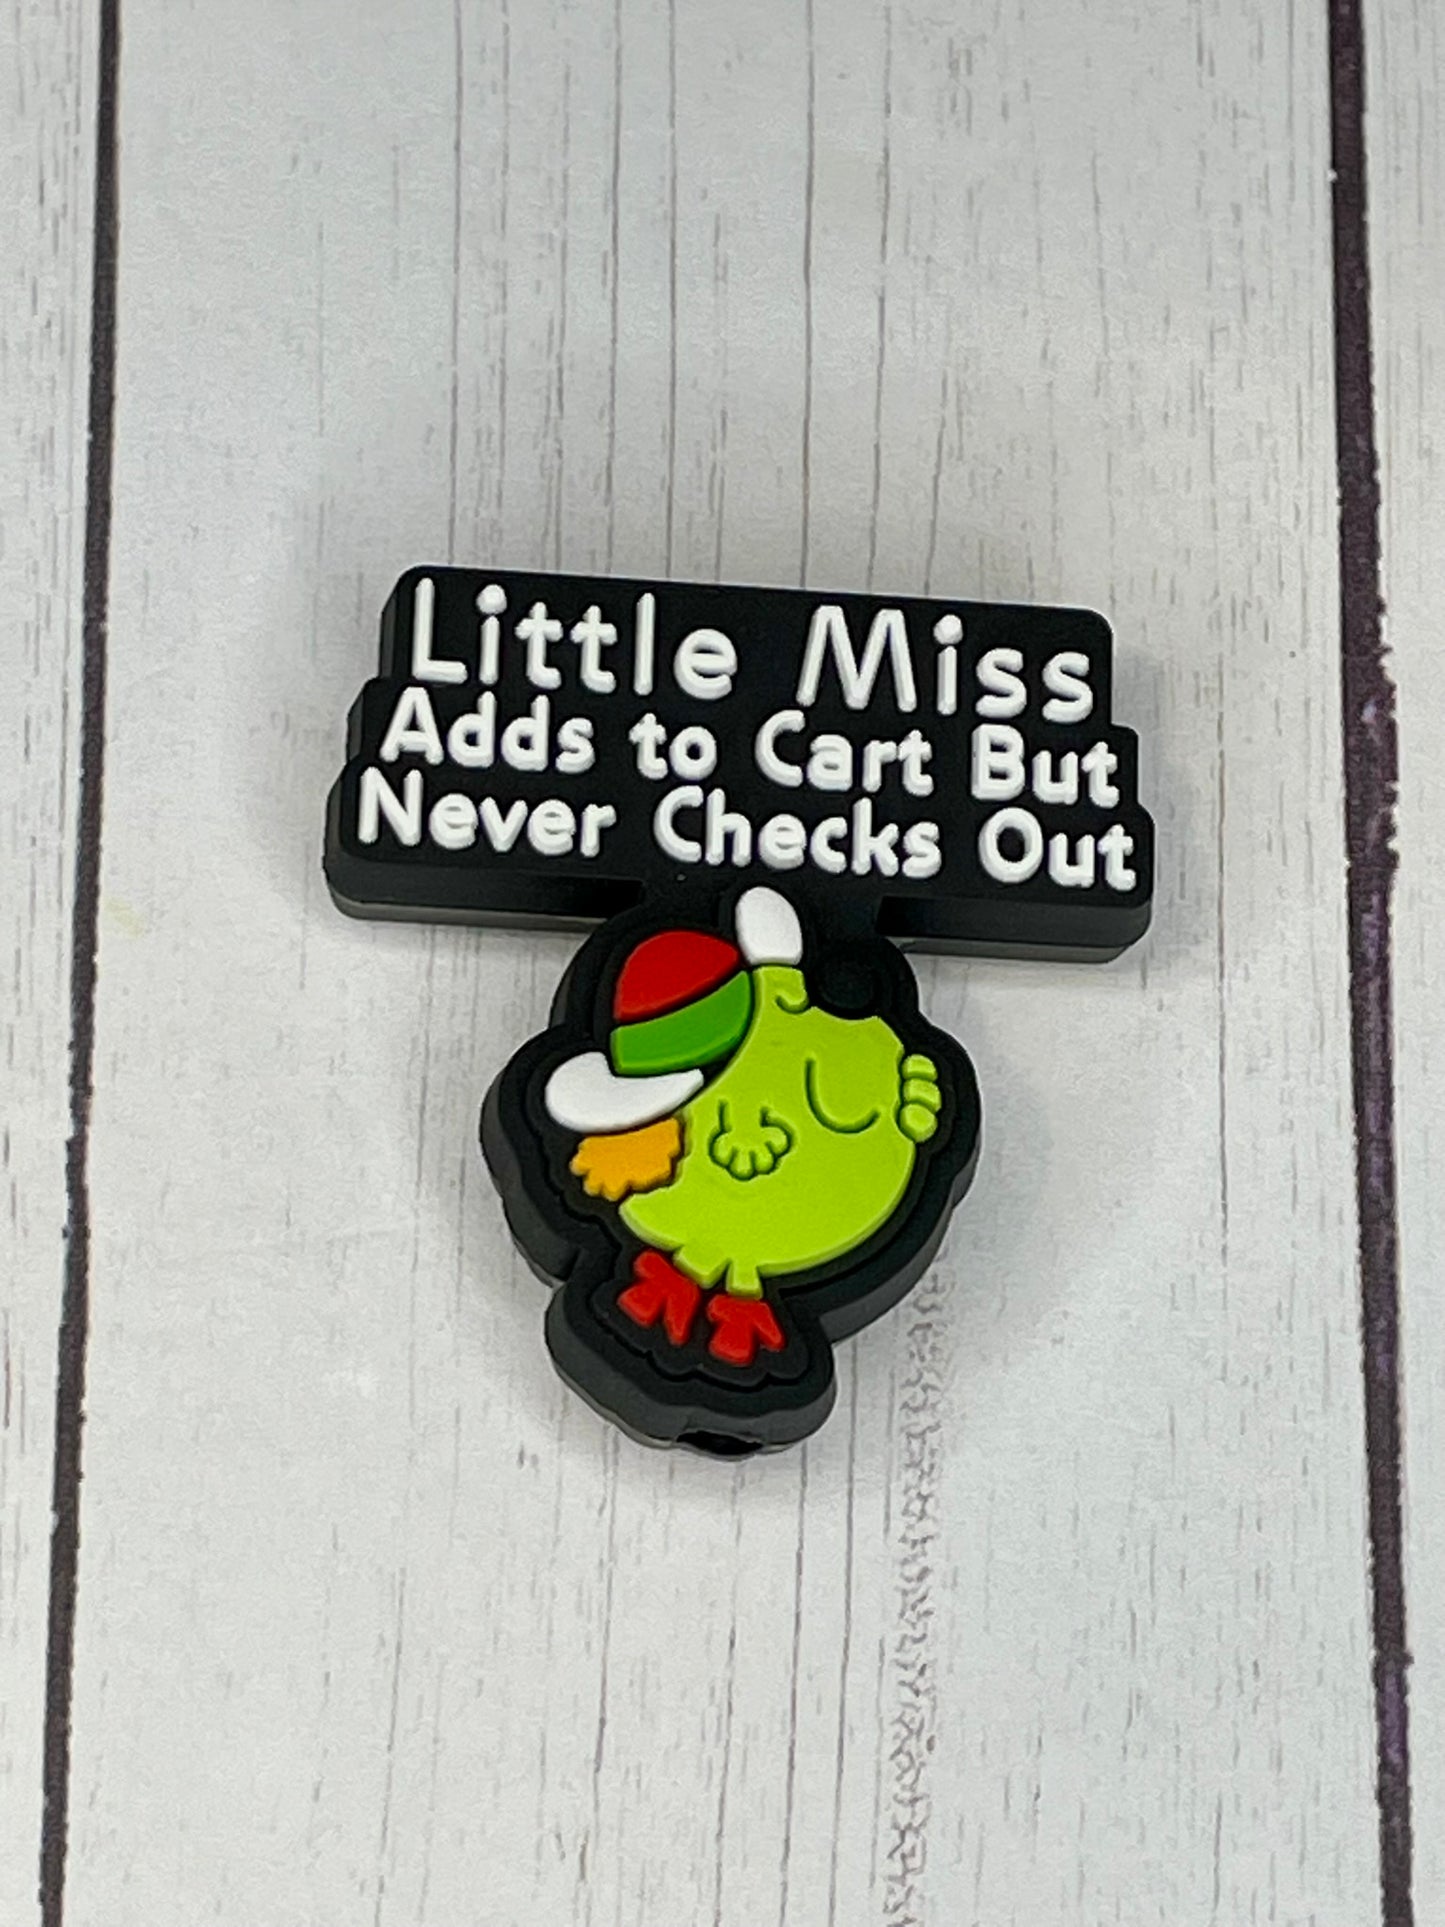 Little Miss
Adds to Cart But
Never Checks Out